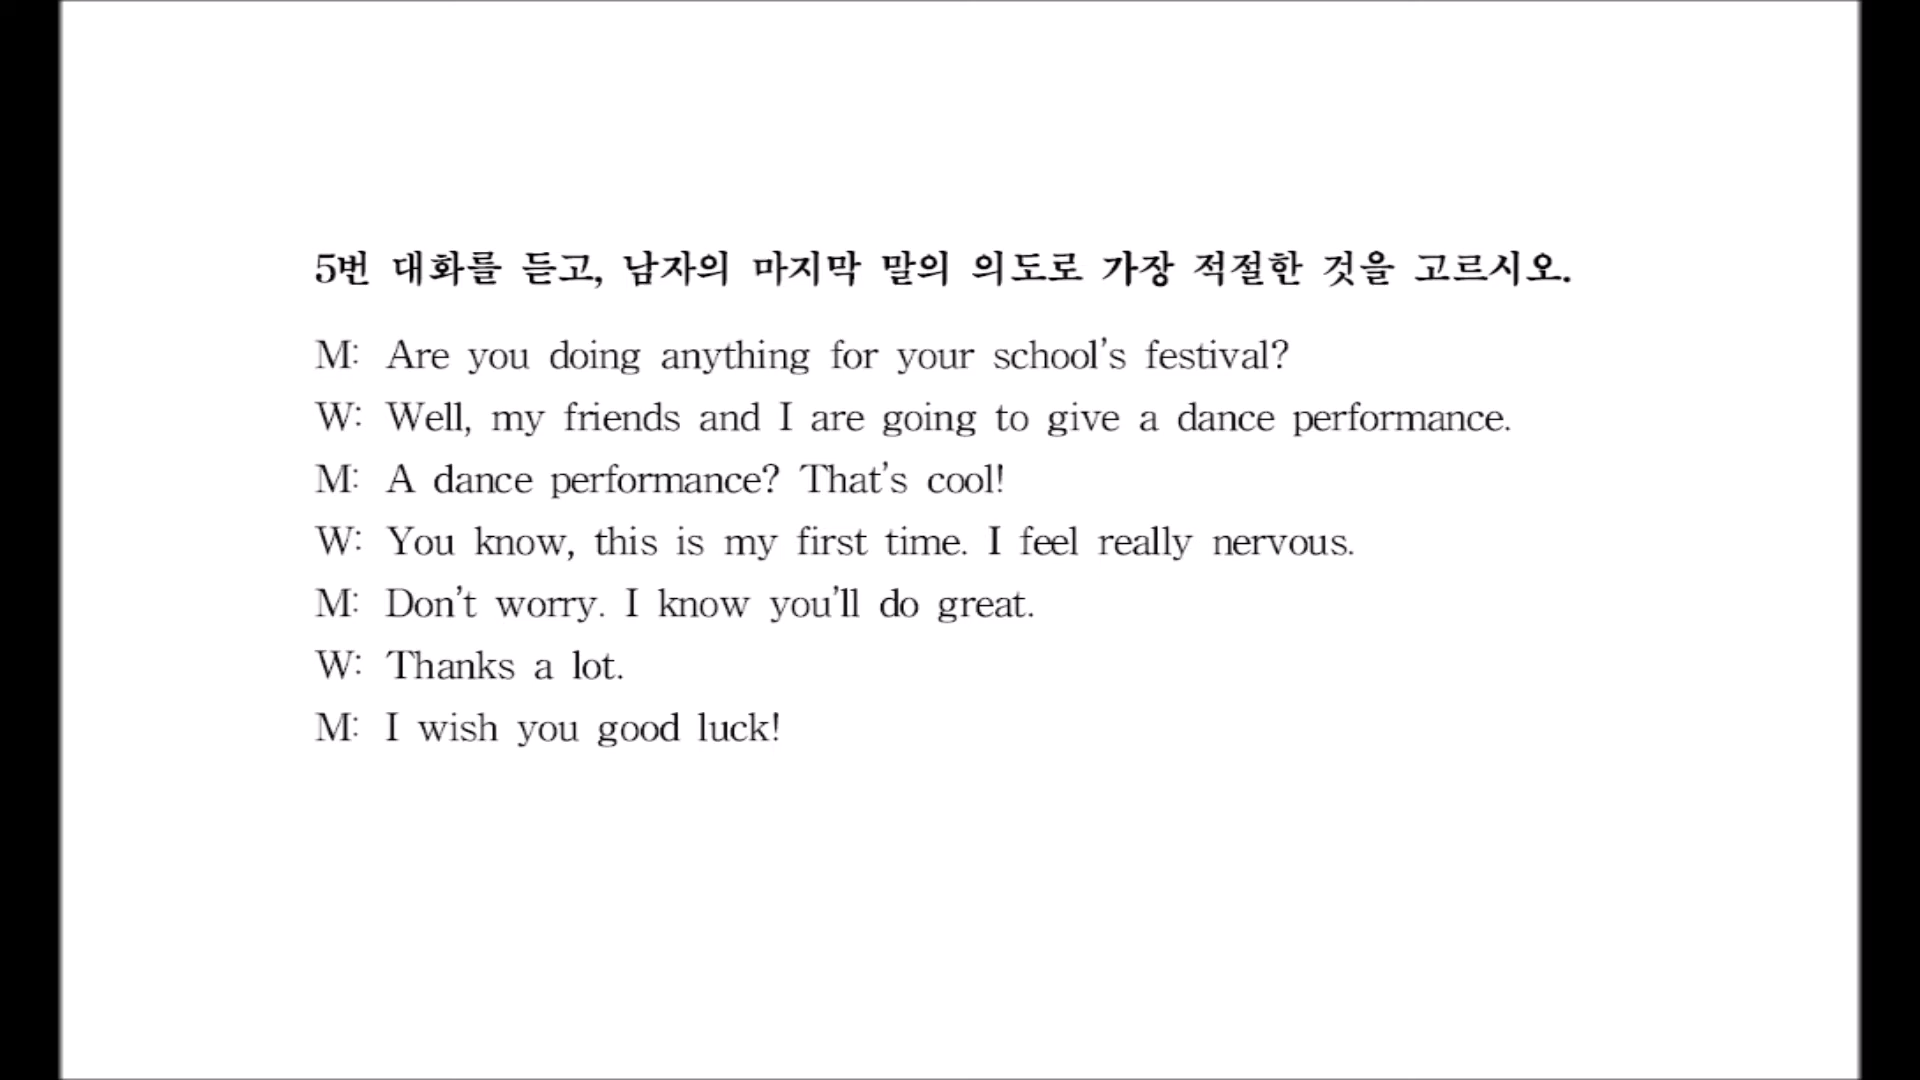 5번 대화를 듣고, 남자의 마지막 말의 의도로 가장 적절한 것을 고르시오.
M: Are you doing anything for your school's festival?
W: Well, my friends and I are going to give a dance performance.
M: A dance performance? That's cool!
W: You know, this is my first time. I feel really nervous.
M: Don't worry. I know you'll do great.
W: Thanks a lot.
M: I wish you good luck!